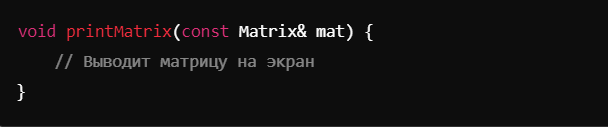 void printMatrix(const Matrix& mat) {
    // Выводит матрицу на экран
}